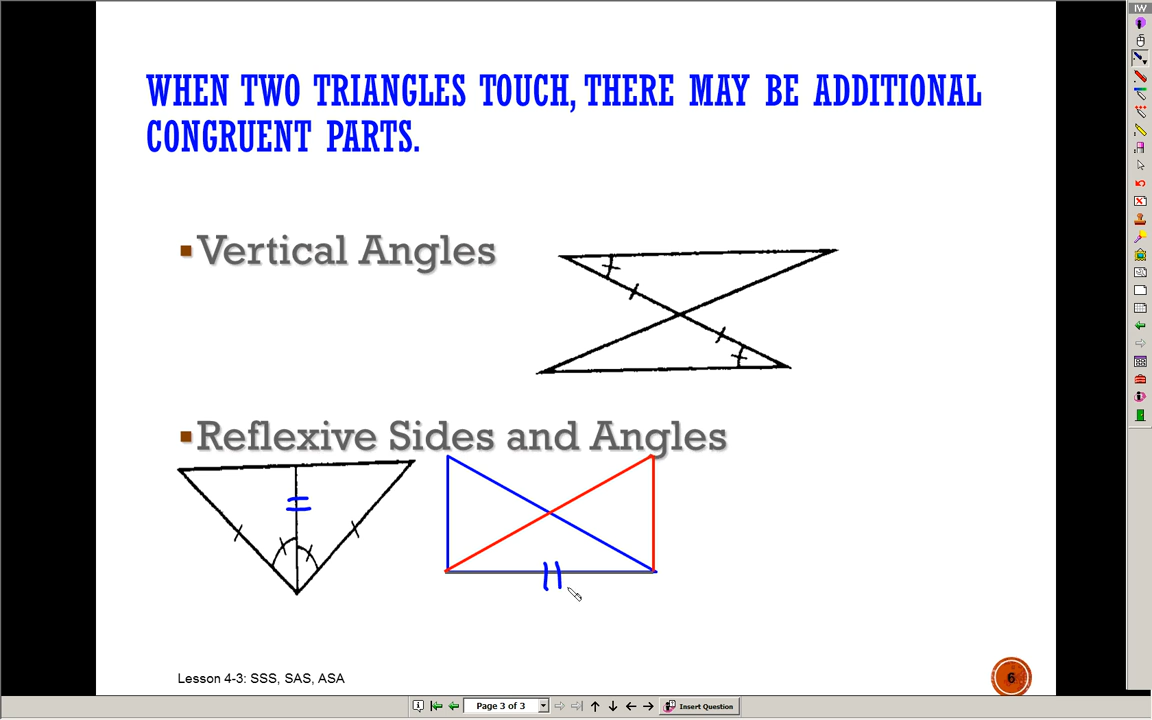 IW
WHEN TWO TRIANGLES TOUCH, THERE MAY BE ADDITIONAL
CONGRUENT PARTS.
Vertical Angles
Reflexive Sides and Angles
Lesson 4-3: SSS, SAS, ASA
6
Page 3 of 3
Insert Question